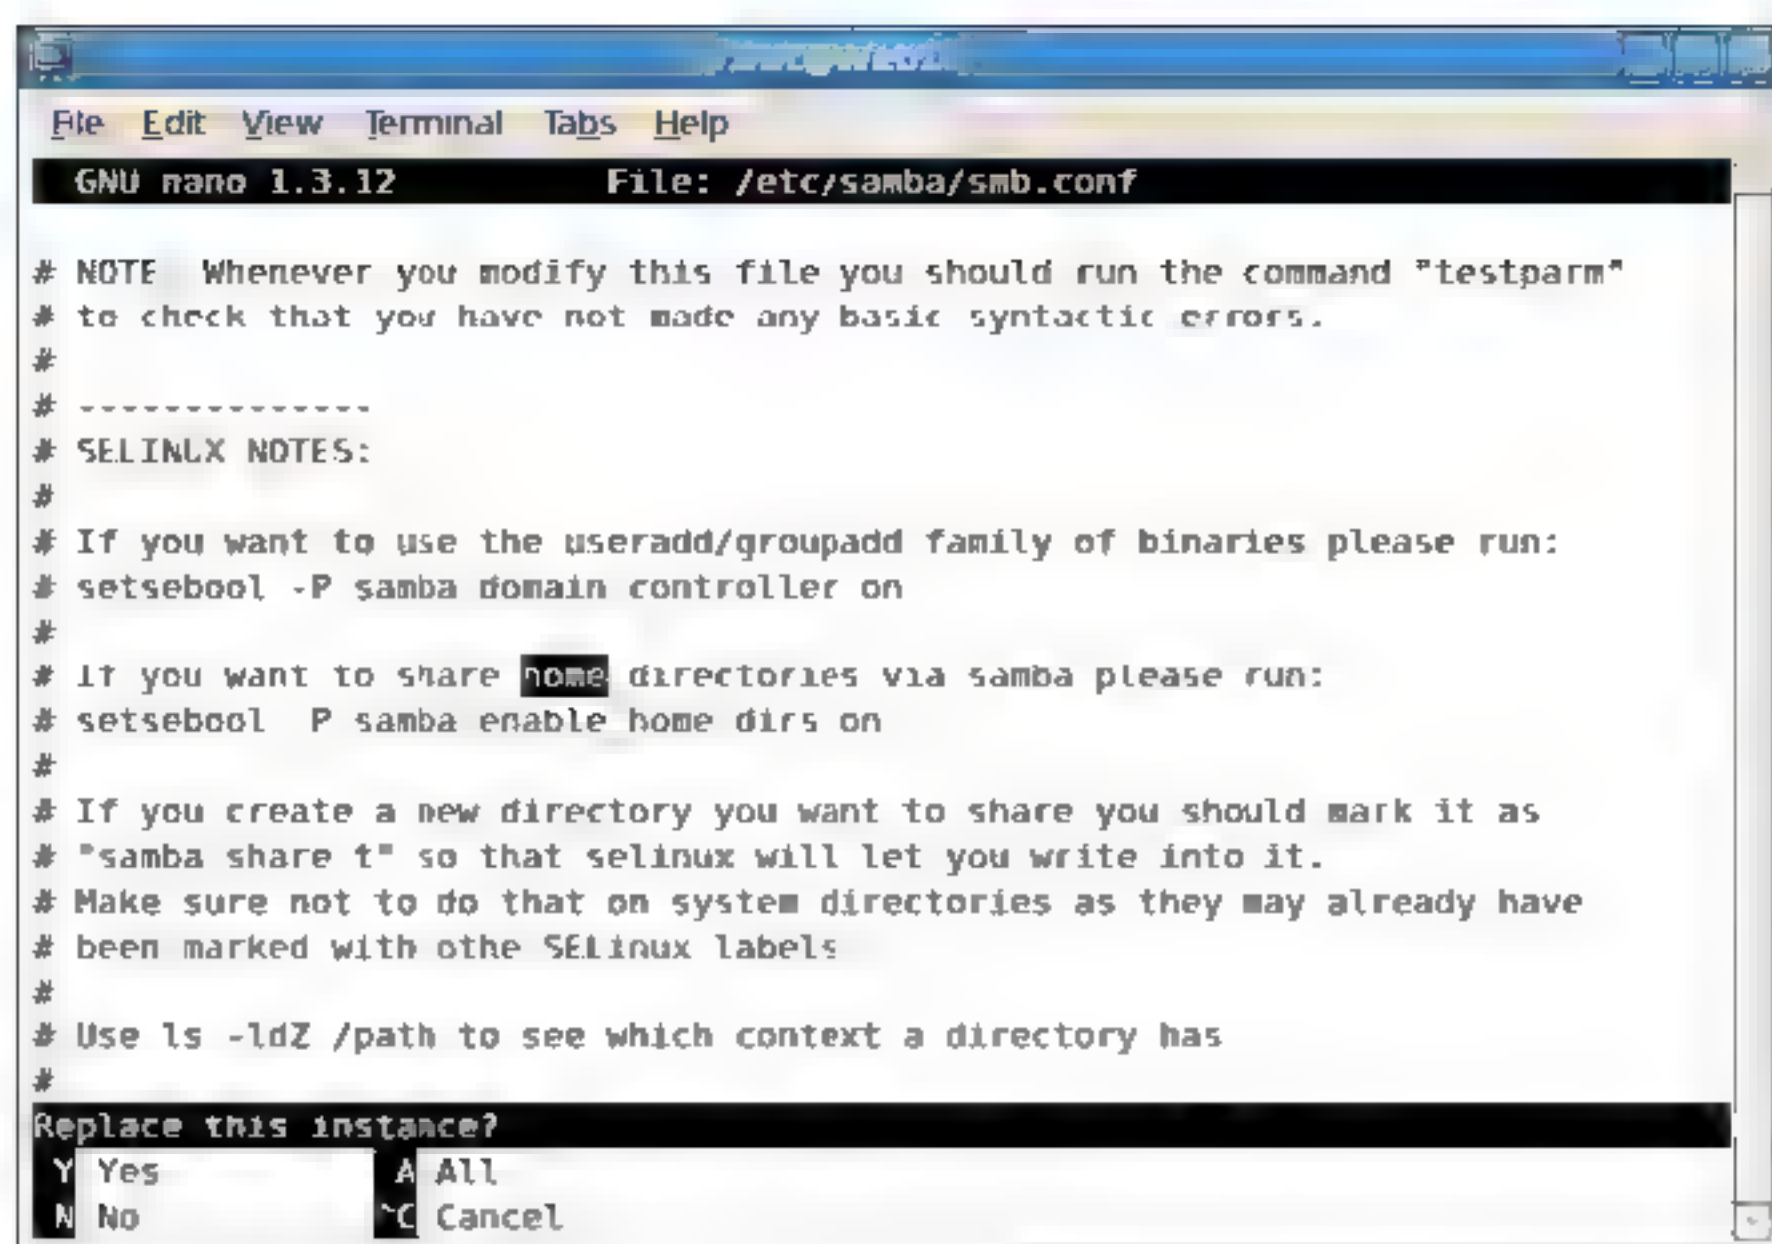 File Edit View Terminal Tabs Help
GNU nano 1.3.12 File: /etc/samba/smb.conf
# NOTE Whenever you modify this file you should run the command "testparm"
# to check that you have not made any basic syntactic errors.
#
# --------------
# SELINUX NOTES:
#
# If you want to use the useradd/groupadd family of binaries please run:
# setsebool -P samba domain controller on
#
# If you want to share home directories via samba please run:
# setsebool P samba enable home dirs on
#
# If you create a new directory you want to share you should mark it as
# "samba share t" so that selinux will let you write into it.
# Make sure not to do that on system directories as they may already have
# been marked with othe SELinux labels
#
# Use ls -ldZ /path to see which context a directory has
#
Replace this instance?
Y Yes A All
N No ^C Cancel